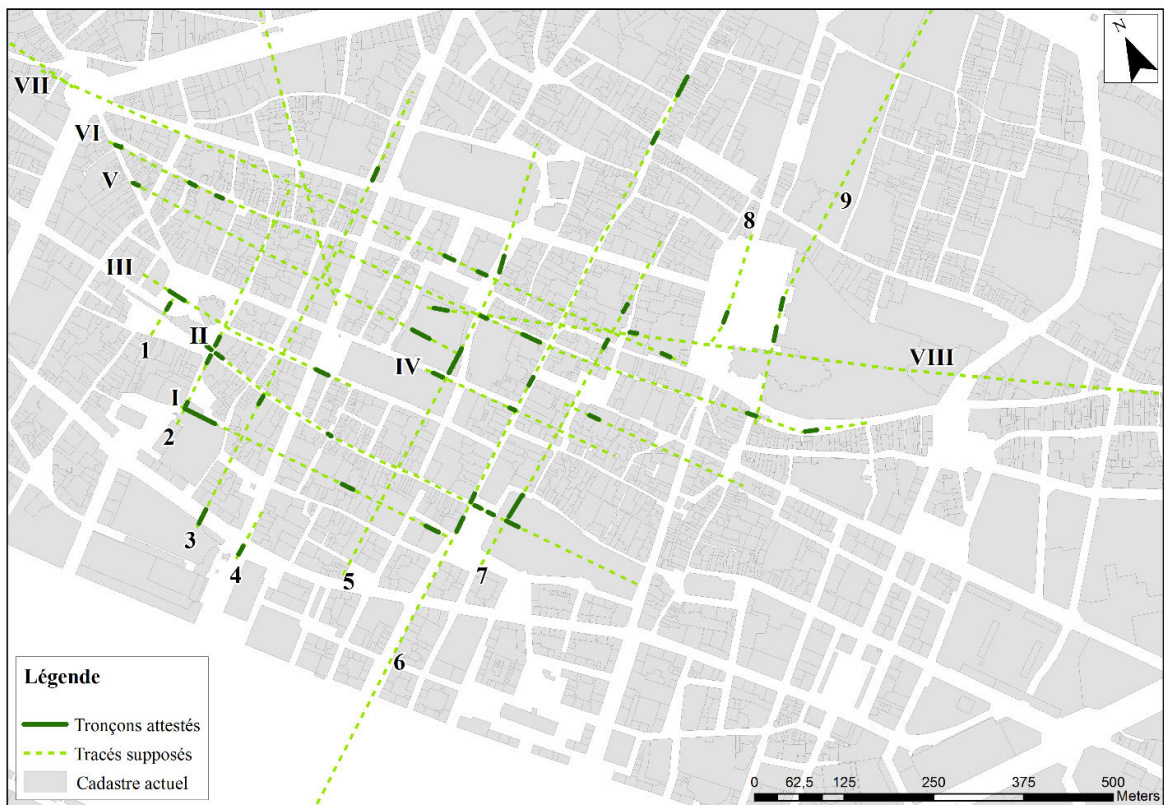 N
VII
VI
V
III
1
II
I
2
3
4
5
6
7
IV
8
9
VIII
Légende
Tronçons attestés
Tracés supposés
Cadastre actuel
0 62,5 125 250 375 500
Meters